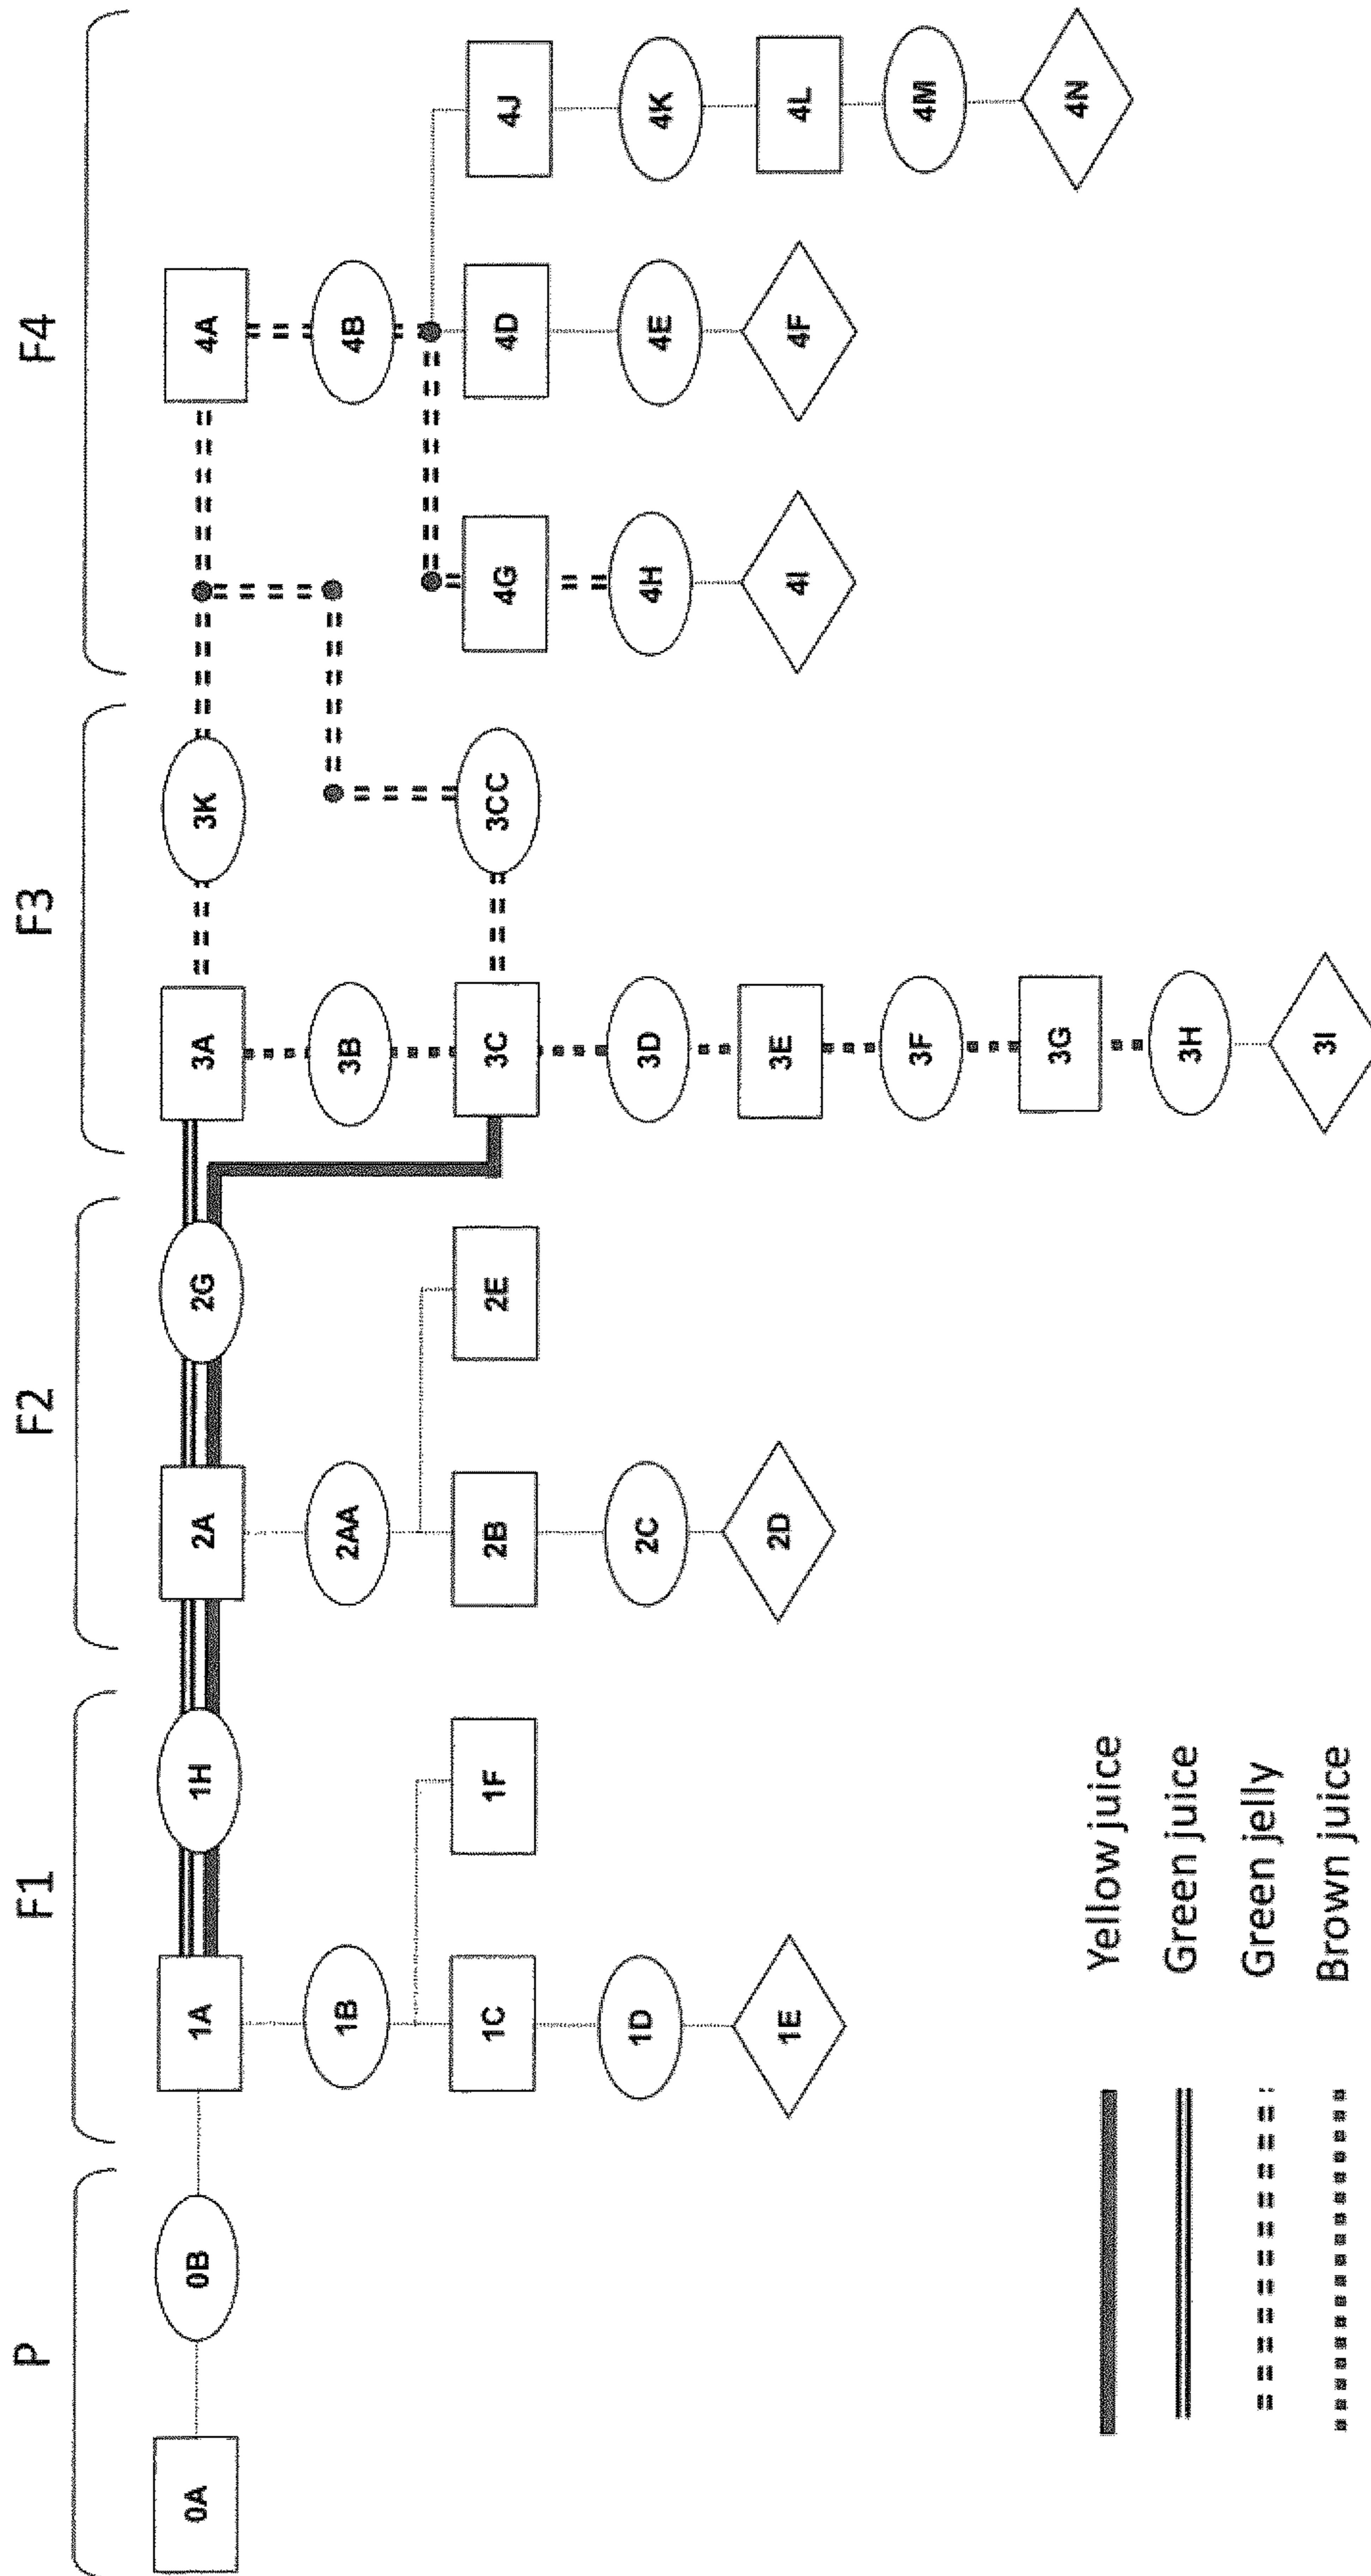 P F1 F2 F3 F4
0A 0B 1A 1H 2A 2G 3A 3K 4A
1B 2AA 3B 4B
1C 1F 2B 2E 3C 3CC 4G 4D 4J
1D 2C 3D 4H 4E 4K
1E 2D 3E 4I 4F 4L
3F 4M
3G 4N
3H
3I
Yellow juice
Green juice
Green jelly
Brown juice